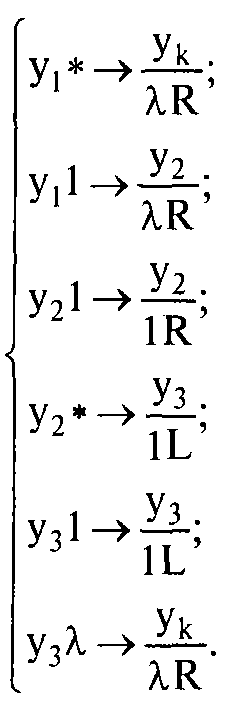 y₁* → yₖ/λR;
y₁1 → y₂/λR;
y₂1 → y₂/1R;
y₂* → y₃/1L;
y₃1 → y₃/1L;
y₃λ → yₖ/λR.